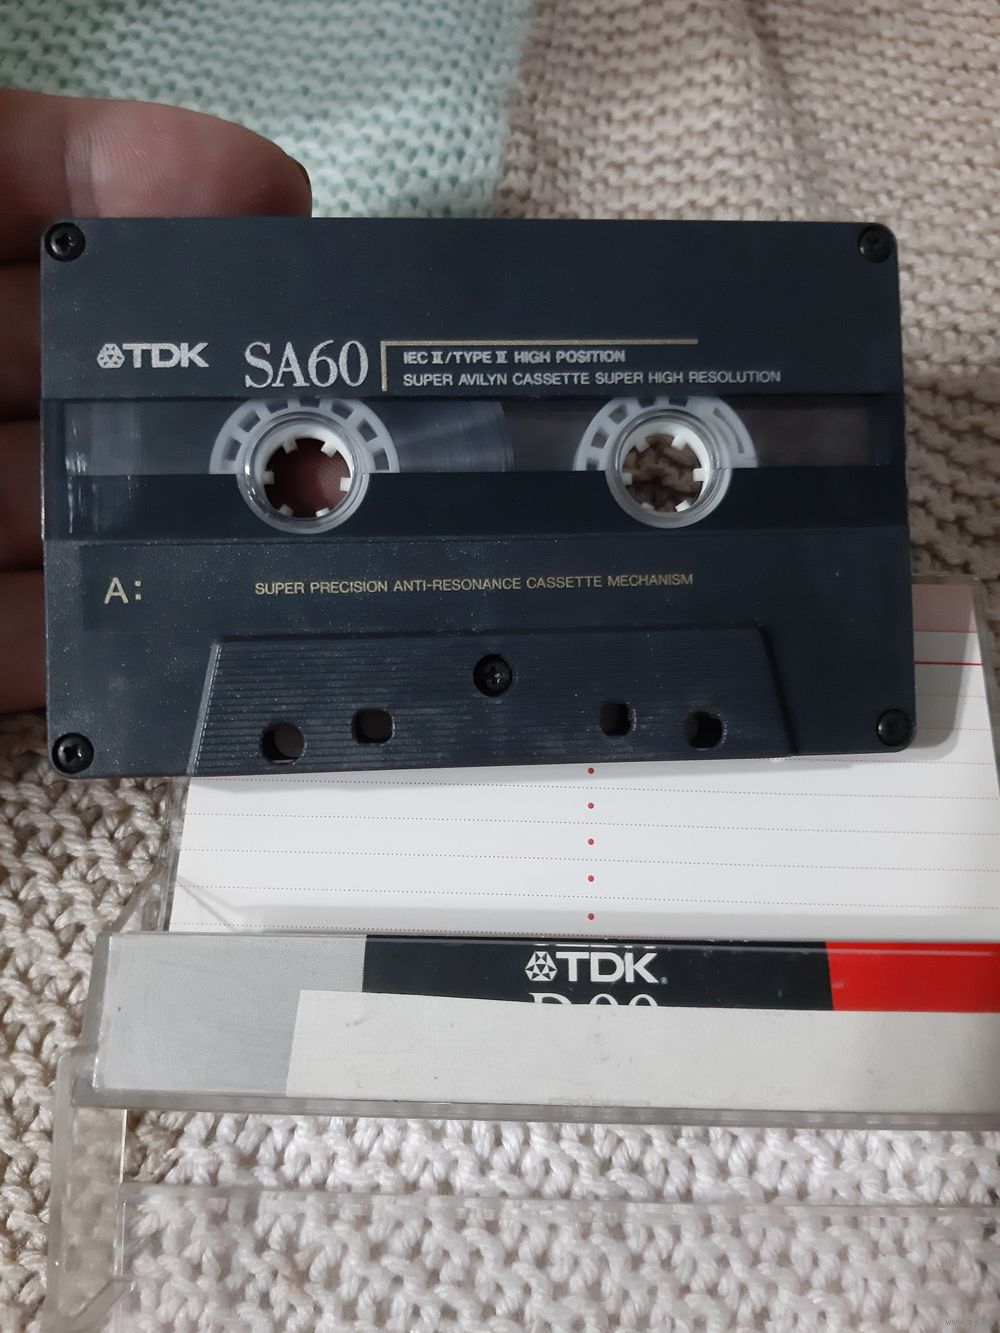 TDK SA60
IEC II/TYPE II HIGH POSITION
SUPER AVILYN CASSETTE SUPER HIGH RESOLUTION
A:
SUPER PRECISION ANTI-RESONANCE CASSETTE MECHANISM
TDK®